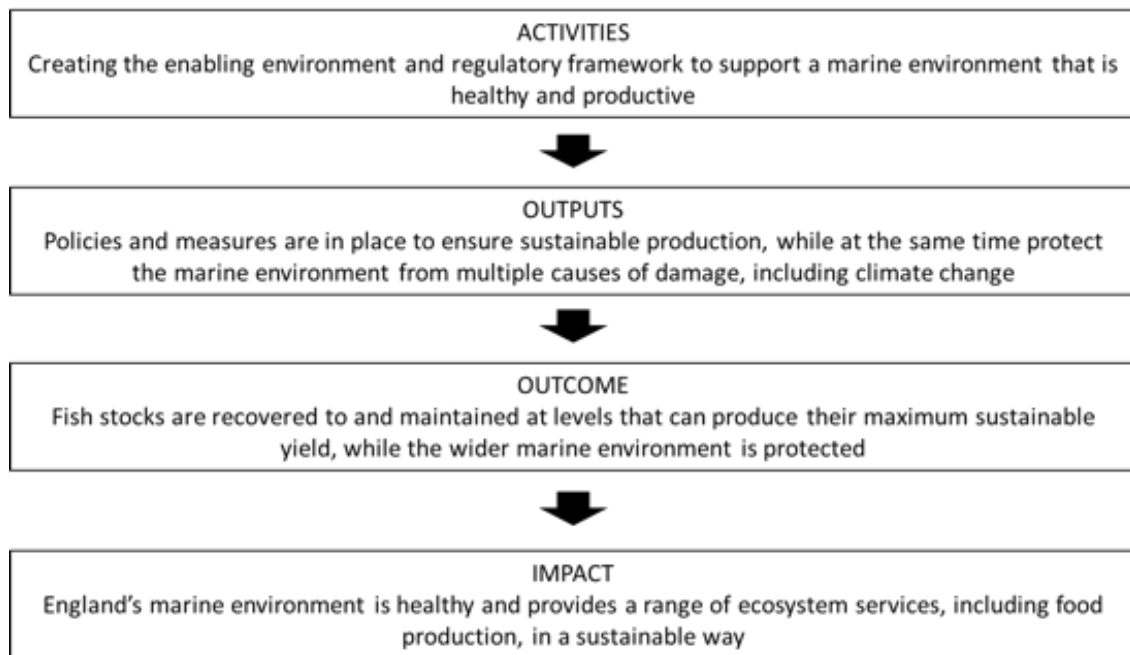 ACTIVITIES
Creating the enabling environment and regulatory framework to support a marine environment that is
healthy and productive
OUTPUTS
Policies and measures are in place to ensure sustainable production, while at the same time protect
the marine environment from multiple causes of damage, including climate change
OUTCOME
Fish stocks are recovered to and maintained at levels that can produce their maximum sustainable
yield, while the wider marine environment is protected
IMPACT
England's marine environment is healthy and provides a range of ecosystem services, including food
production, in a sustainable way